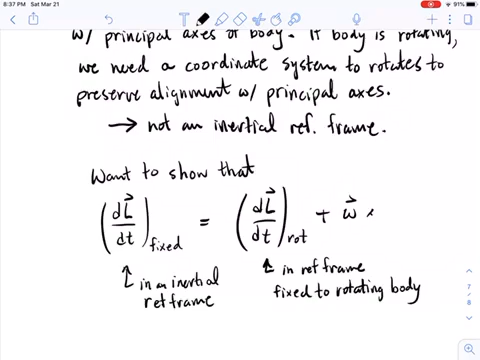 8:37 PM Sat Mar 21
91%
w/ principal axes of body. If body is rotating,
we need a coordinate system to rotates to
preserve alignment w/ principal axes.
→ not an inertial ref. frame.
Want to show that
(dL⃗/dt)fixed = (dL⃗/dt)rot + ω⃗ ×
in an inertial ref frame
in ref frame fixed to rotating body
7
8